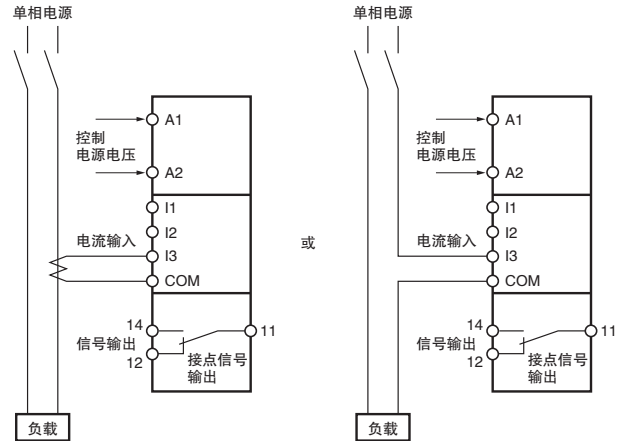 单相电源
A1
控制
电源电压
A2
I1
I2
电流输入
I3
COM
14
11
信号输出
12
接点信号
输出
负载
或
单相电源
A1
控制
电源电压
A2
I1
I2
电流输入
I3
COM
14
11
信号输出
12
接点信号
输出
负载